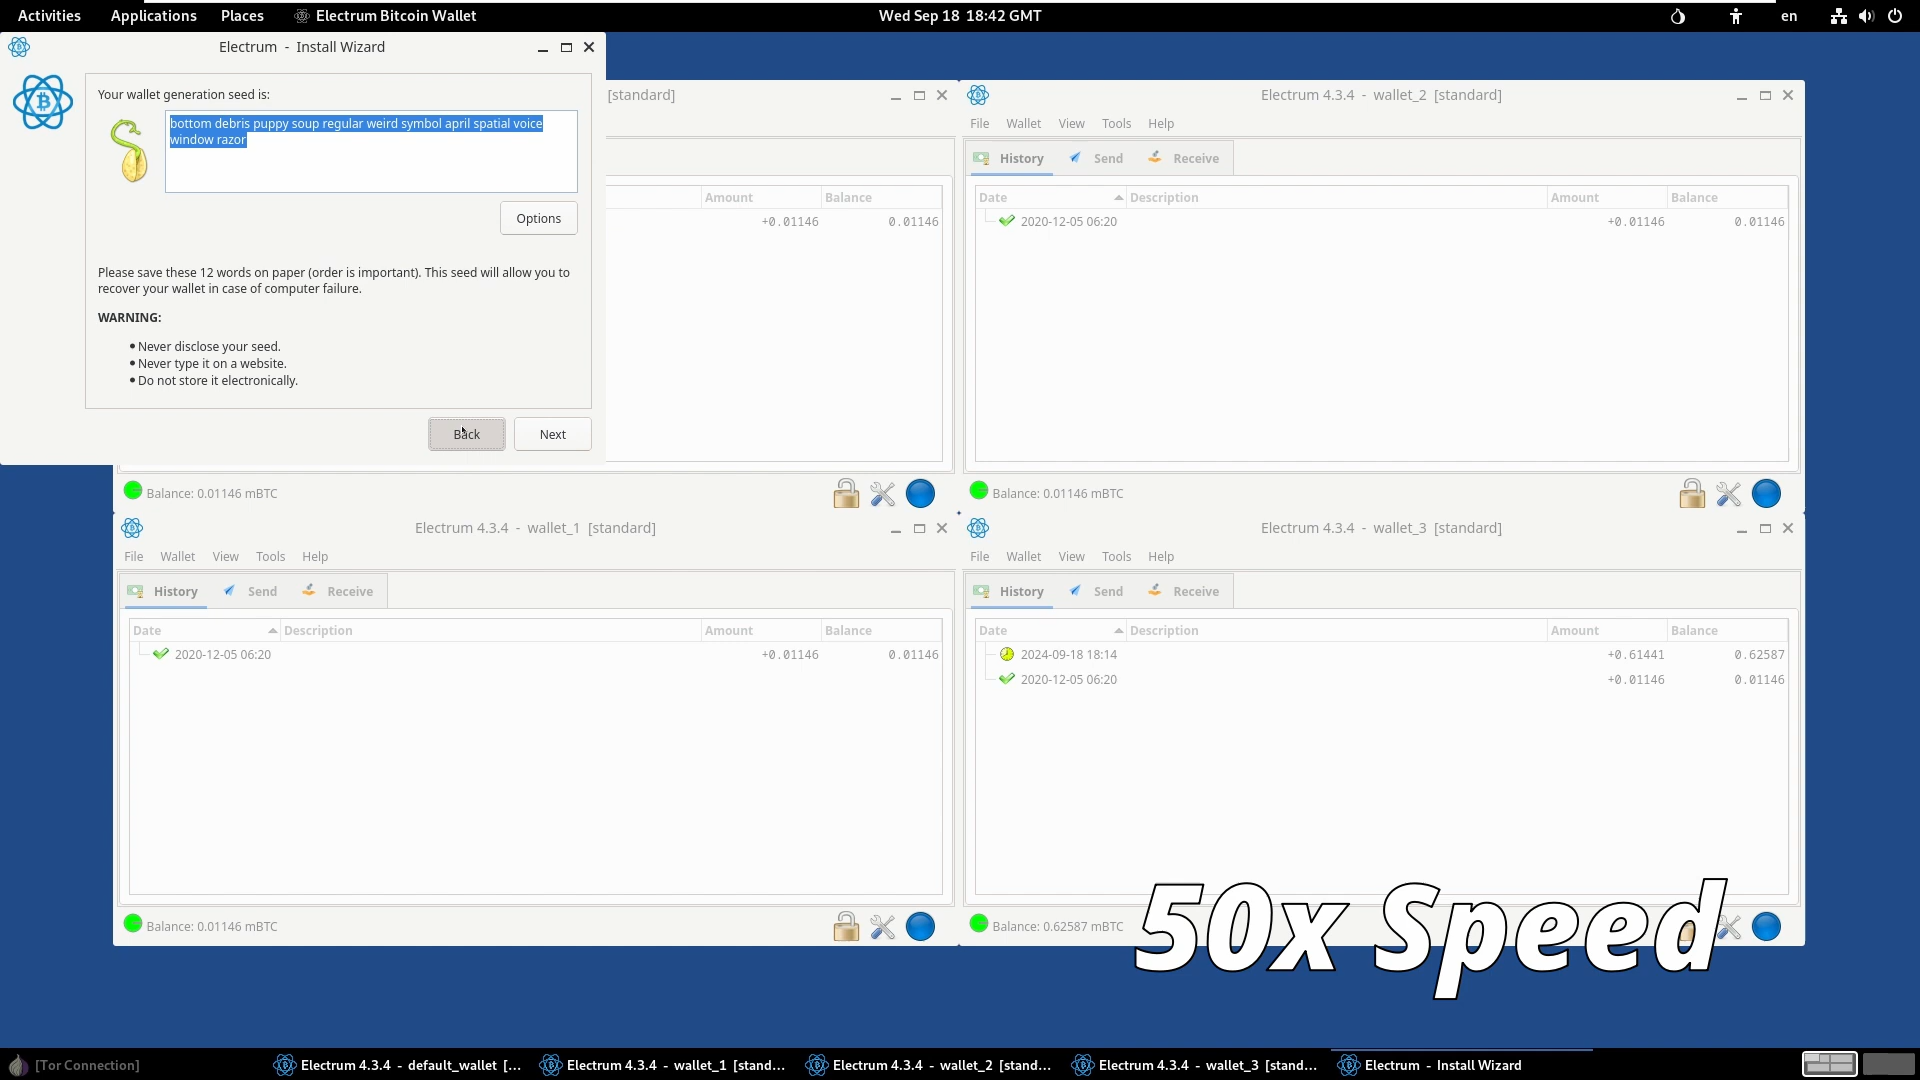 Activities Applications Places Electrum Bitcoin Wallet Wed Sep 18 18:42 GMT en
Electrum - Install Wizard
Your wallet generation seed is:
bottom debris puppy soup regular weird symbol april spatial voice
window razor
Options
Please save these 12 words on paper (order is important). This seed will allow you to
recover your wallet in case of computer failure.
WARNING:
• Never disclose your seed.
• Never type it on a website.
• Do not store it electronically.
Back Next
[standard]
Amount Balance
+0.01146 0.01146
Balance: 0.01146 mBTC
Electrum 4.3.4 - wallet_2 [standard]
File Wallet View Tools Help
History Send Receive
Date Description Amount Balance
2020-12-05 06:20 +0.01146 0.01146
Balance: 0.01146 mBTC
Electrum 4.3.4 - wallet_1 [standard]
File Wallet View Tools Help
History Send Receive
Date Description Amount Balance
2020-12-05 06:20 +0.01146 0.01146
Balance: 0.01146 mBTC
Electrum 4.3.4 - wallet_3 [standard]
File Wallet View Tools Help
History Send Receive
Date Description Amount Balance
2024-09-18 18:14 +0.61441 0.62587
2020-12-05 06:20 +0.01146 0.01146
Balance: 0.62587 mBTC
50x Speed
[Tor Connection] Electrum 4.3.4 - default_wallet [... Electrum 4.3.4 - wallet_1 [stand... Electrum 4.3.4 - wallet_2 [stand... Electrum 4.3.4 - wallet_3 [stand... Electrum - Install Wizard